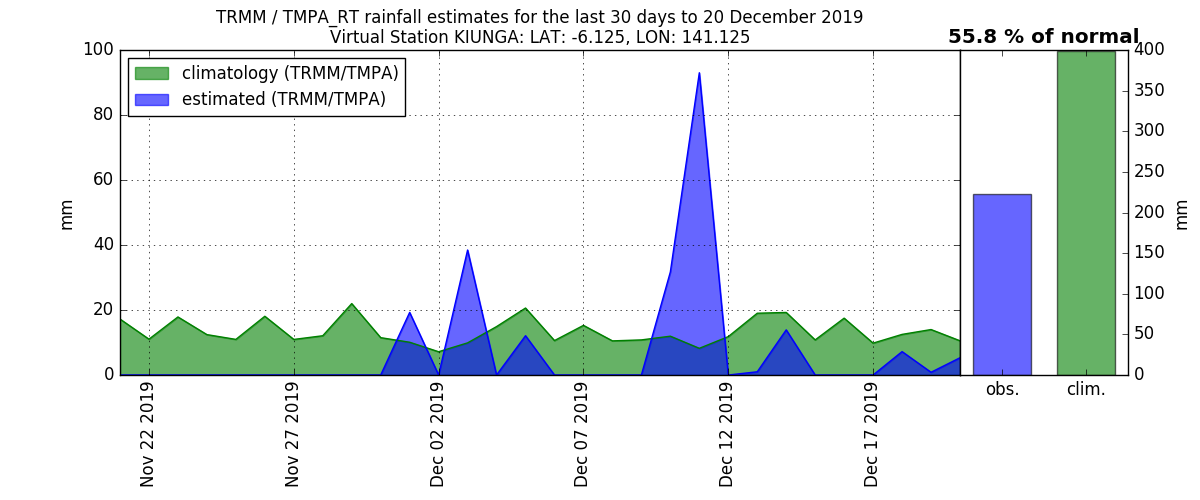 TRMM / TMPA_RT rainfall estimates for the last 30 days to 20 December 2019
Virtual Station KIUNGA: LAT: -6.125, LON: 141.125
55.8 % of normal
climatology (TRMM/TMPA)
estimated (TRMM/TMPA)
100
80
60
40
20
0
mm
Nov 22 2019
Nov 27 2019
Dec 02 2019
Dec 07 2019
Dec 12 2019
Dec 17 2019
obs.
clim.
400
350
300
250
200
150
100
50
0
mm